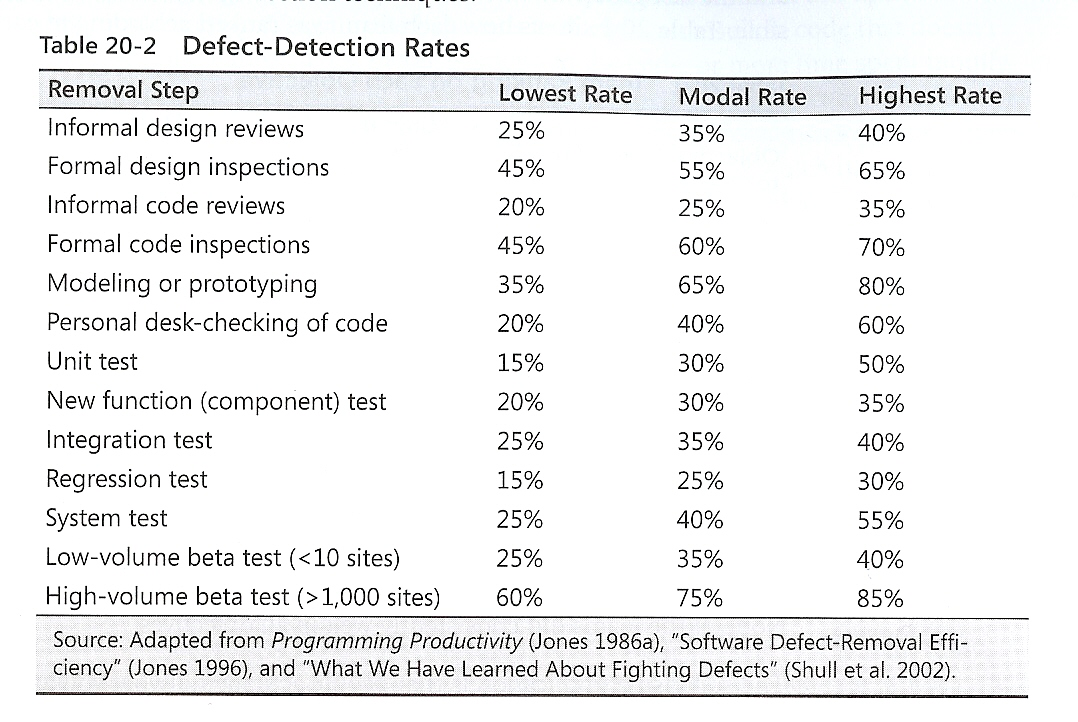 techniques.
Table 20-2 Defect-Detection Rates
Removal Step Lowest Rate Modal Rate Highest Rate
Informal design reviews 25% 35% 40%
Formal design inspections 45% 55% 65%
Informal code reviews 20% 25% 35%
Formal code inspections 45% 60% 70%
Modeling or prototyping 35% 65% 80%
Personal desk-checking of code 20% 40% 60%
Unit test 15% 30% 50%
New function (component) test 20% 30% 35%
Integration test 25% 35% 40%
Regression test 15% 25% 30%
System test 25% 40% 55%
Low-volume beta test (<10 sites) 25% 35% 40%
High-volume beta test (>1,000 sites) 60% 75% 85%
Source: Adapted from Programming Productivity (Jones 1986a), "Software Defect-Removal Effi-
ciency" (Jones 1996), and "What We Have Learned About Fighting Defects" (Shull et al. 2002).